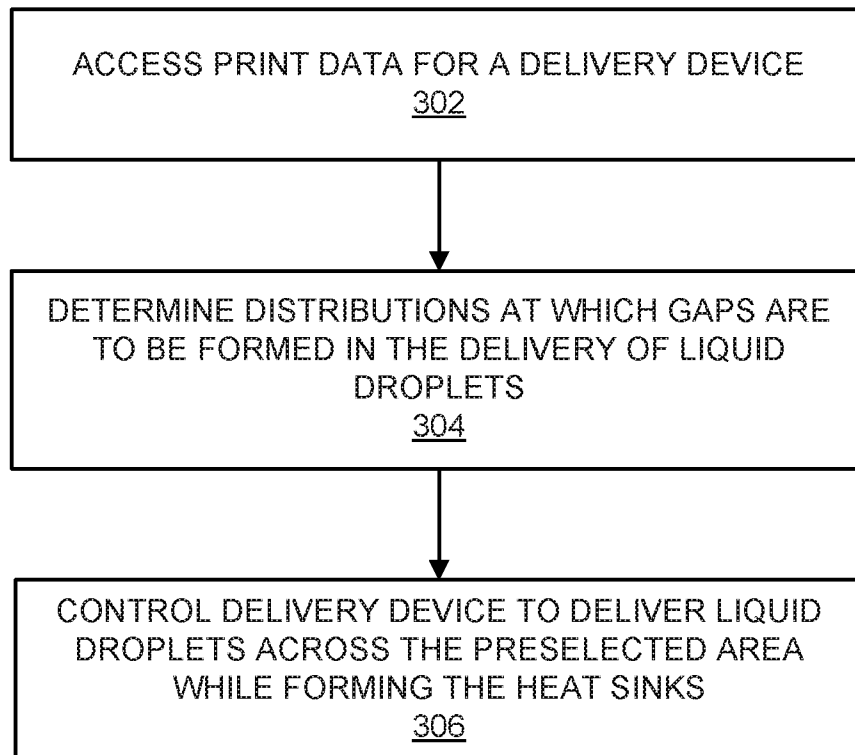 ACCESS PRINT DATA FOR A DELIVERY DEVICE
302
DETERMINE DISTRIBUTIONS AT WHICH GAPS ARE
TO BE FORMED IN THE DELIVERY OF LIQUID
DROPLETS
304
CONTROL DELIVERY DEVICE TO DELIVER LIQUID
DROPLETS ACROSS THE PRESELECTED AREA
WHILE FORMING THE HEAT SINKS
306